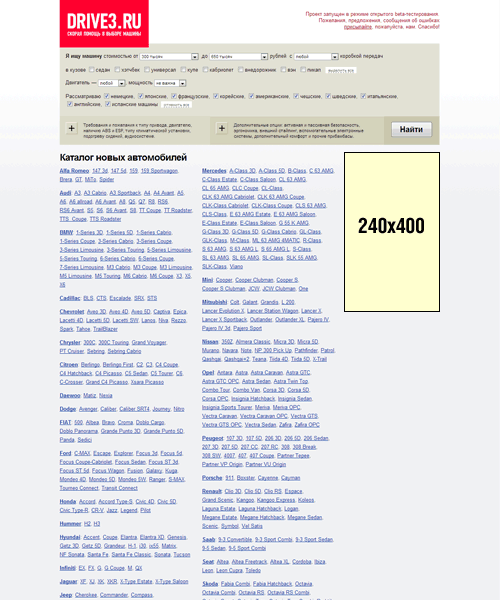 DRIVE3.RU
СКОРАЯ ПОМОЩЬ В ВЫБОРЕ МАШИНЫ
Проект запущен в режиме открытого beta-тестирования
Пожелания, предложения, сообщения об ошибках
присылайте, пожалуйста, нам. Спасибо!
Я ищу машину стоимостью от 300 тысяч до 650 тысяч рублей с любой коробкой передач
в кузове седан хэтчбек универсал купе кабриолет внедорожник вэн пикап
Двигатель — любой мощность не важна
Рассматриваю немецкие, японские, французские, корейские, американские, чешские, шведские, итальянские,
английские, испанские машины
Требования к машине: тип привода, двигателю,
наличию ABS и ESP, типу климатической установки,
подогреву сидений, аудиосистеме.
Дополнительные опции: активная и пассивная безопасность,
эргономика, внешний стайлинг, вспомогательные электронные
системы, дополнительный комфорт и прочие прибамбасы.
Найти
Каталог новых автомобилей
Alfa Romeo 147 3d 147 5d 159 159 Sportwagon,
Brera, GT, MiTo, Spider
Audi A3, A3 Cabrio, A3 Sportback, A4, A4 Avant, A5,
A6, A6 allroad, A6 Avant, A8, Q5, Q7, R8, RS6,
RS6 Avant, S5, S6, S6 Avant, S8, TT Coupe, TT Roadster,
TTS Coupe, TTS Roadster
BMW 1-Series 3D, 1-Series 5D, 1-Series Cabrio,
1-Series Coupe, 3-Series Cabrio, 3-Series Coupe,
3-Series Limousine, 3-Series Touring, 5-Series Limousine,
5-Series Touring, 6-Series Cabrio, 6-Series Coupe,
7-Series Limousine, M3 Cabrio, M3 Coupe, M3 Limousine,
M5 Limousine, M5 Touring, M6 Cabrio, M6 Coupe, X3, X5,
X6
Cadillac BLS, CTS, Escalade, SRX, STS
Chevrolet Aveo 3D, Aveo 4D, Aveo 5D, Captiva, Epica,
Lacetti 4D, Lacetti 5D, Lacetti SW, Lanos, Niva, Rezzo,
Spark, Tahoe, TrailBlazer
Chrysler 300C, 300C Touring, Grand Voyager,
PT Cruiser, Sebring, Sebring Cabrio
Citroen Berlingo, Berlingo First, C2, C3, C4 Coupe,
C4 Hatchback, C4 Picasso, C5 Sedan, C5 Tourer, C6,
C-Crosser, Grand C4 Picasso, Xsara Picasso
Daewoo Matiz, Nexia
Dodge Avenger, Caliber, Caliber SRT4, Journey, Nitro
FIAT 500, Albea, Bravo, Croma, Doblo Cargo,
Doblo Panorama, Grande Punto 3D, Grande Punto 5D,
Panda, Sedici
Ford C-MAX, Escape, Explorer, Focus 3d, Focus 5d,
Focus Coupe-Cabriolet, Focus Sedan, Focus ST 3d,
Focus ST 5d, Focus Wagon, Fusion, Galaxy, Kuga,
Mondeo 4D, Mondeo 5D, Mondeo SW, Ranger, S-MAX,
Tourneo Connect, Transit Connect
Honda Accord, Accord Type-S, Civic 4D, Civic 5D,
Civic Type-R, CR-V, Jazz, Legend, Pilot
Hummer H2, H3
Hyundai Accent, Coupe, Elantra, Elantra XD, Genesis,
Getz 3D, Getz 5D, Grandeur, H-1, i30, ix55, Matrix,
NF Sonata, Santa Fe, Santa Fe Classic, Sonata, Tucson
Infiniti EX, FX, G, G Coupe, M, QX
Jaguar XF, XJ, XK, XKR, X-Type Estate, X-Type Saloon
Jeep Cherokee, Commander, Compass,
Mercedes A-Class 3D, A-Class 5D, B-Class, C 63 AMG,
C-Class Estate, C-Class Saloon, CL 63 AMG,
CL 65 AMG, CLC Coupe, CL-Class,
CLK 63 AMG Cabriolet, CLK 63 AMG Coupe,
CLK-Class Cabriolet, CLK-Class Coupe, CLS 63 AMG,
CLS-Class, E 63 AMG Estate, E 63 AMG Saloon,
E-Class Estate, E-Class Saloon, G 55 K AMG,
G-Class 3D, G-Class 5D, G-Class Cabrio, GL-Class,
GLK-Class, M-Class, ML 63 AMG 4MATIC, R-Class,
S 63 AMG, S 63 AMG L, S 65 AMG L, S-Class,
SL 63 AMG, SL 65 AMG, SL-Class, SLK 55 AMG,
SLK-Class, Viano
Mini Cooper, Cooper Clubman, Cooper S,
Cooper S Clubman, JCW, JCW Clubman, One
Mitsubishi Colt, Galant, Grandis, L 200,
Lancer Evolution X, Lancer Station Wagon, Lancer X,
Lancer X Sportback, Outlander, Outlander XL, Pajero IV,
Pajero IV 3d, Pajero Sport
Nissan 350Z, Almera Classic, Micra 3D, Micra 5D,
Murano, Navara, Note, NP 300 Pick Up, Pathfinder, Patrol,
Qashqai, Qashqai+2, Teana, Tiida 4D, Tiida 5D, X-Trail
Opel Antara, Astra, Astra Caravan, Astra GTC,
Astra GTC OPC, Astra Sedan, Astra Twin Top,
Combo Tour, Combo Van, Corsa 3D, Corsa 5D,
Corsa OPC, Insignia Hatchback, Insignia Sedan,
Insignia Sports Tourer, Meriva, Meriva OPC,
Vectra Caravan, Vectra Caravan OPC, Vectra GTS,
Vectra GTS OPC, Vectra Sedan, Zafira, Zafira OPC
Peugeot 107 3D, 107 5D, 206 3D, 206 5D, 206 Sedan,
207 3D, 207 5D, 207 CC, 207 RC, 308, 308 Break,
308 SW, 4007, 407, 407 Coupe, Partner Tepee,
Partner VP Origin, Partner VU Origin
Porsche 911, Boxster, Cayenne, Cayman
Renault Clio 3D, Clio 5D, Clio RS, Espace,
Grand Scenic, Kangoo, Kangoo Express, Koleos,
Laguna Estate, Laguna Hatchback, Logan,
Megane Estate, Megane Hatchback, Megane Sedan,
Scenic, Symbol, Vel Satis
Saab 9-3 Convertible, 9-3 Sport Combi, 9-3 Sport Sedan,
9-5 Sedan, 9-5 Sport Combi
Seat Altea, Altea Freetrack, Altea XL, Cordoba, Ibiza,
Leon, Leon Cupra, Toledo
Skoda Fabia Combi, Fabia Hatchback, Octavia,
Octavia Combi, Octavia RS, Octavia RS Combi,
240x400